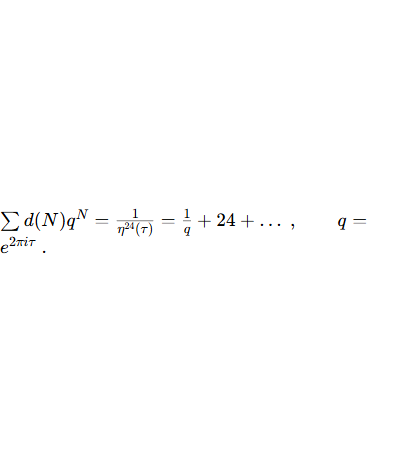 ∑ d(N)q^N = 1/η^24(τ) = 1/q + 24 + … , q =
e^{2πiτ} .